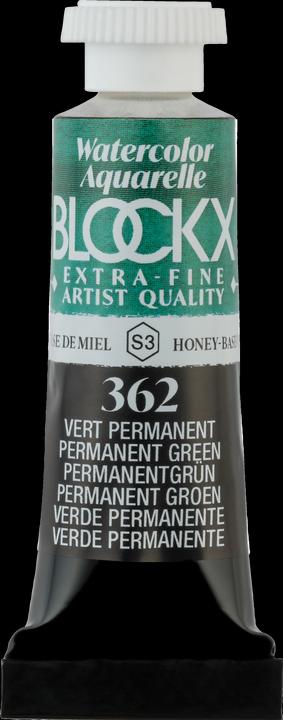 Watercolor
Aquarelle
BLOCKX
EXTRA-FINE
ARTIST QUALITY
DE MIEL S3 HONEY-
362
VERT PERMANENT
PERMANENT GREEN
PERMANENTGRÜN
PERMANENT GROEN
VERDE PERMANENTE
VERDE PERMANENTE